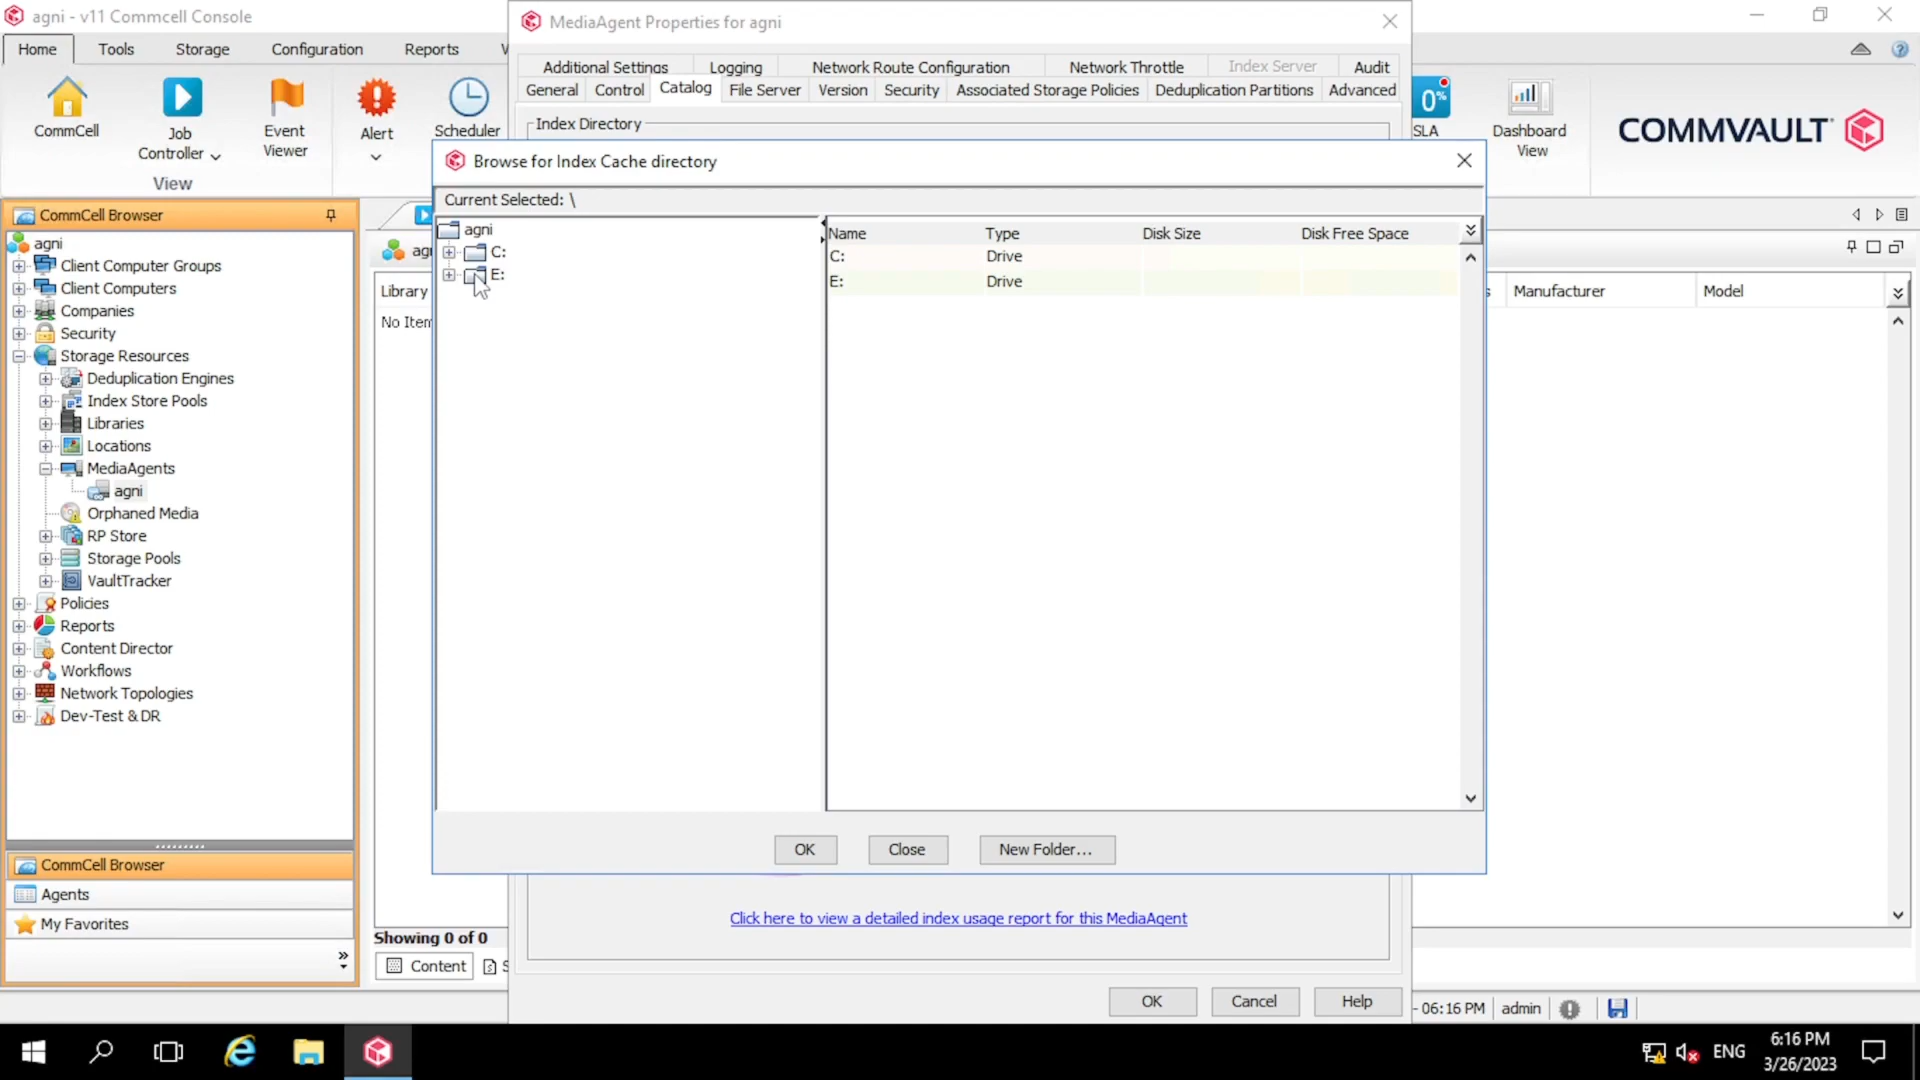 agni - v11 Commcell Console
MediaAgent Properties for agni
Home
Tools
Storage
Configuration
Reports
Additional Settings
Logging
Network Route Configuration
Network Throttle
Index Server
Audit
General
Control
Catalog
File Server
Version
Security
Associated Storage Policies
Deduplication Partitions
Advanced
CommCell
Job
Controller
Event
Viewer
Alert
Scheduler
View
0%
SLA
Dashboard
View
COMMVAULT
Index Directory
Browse for Index Cache directory
Current Selected: \
agni
C:
E:
Name
Type
Disk Size
Disk Free Space
C:
Drive
E:
Drive
OK
Close
New Folder...
CommCell Browser
agni
Client Computer Groups
Client Computers
Companies
Security
Storage Resources
Deduplication Engines
Index Store Pools
Libraries
Locations
MediaAgents
agni
Orphaned Media
RP Store
Storage Pools
VaultTracker
Policies
Reports
Content Director
Workflows
Network Topologies
Dev-Test & DR
CommCell Browser
Agents
My Favorites
Library
No Item
Manufacturer
Model
Showing 0 of 0
Content
Click here to view a detailed index usage report for this MediaAgent
OK
Cancel
Help
- 06:16 PM
admin
ENG
6:16 PM
3/26/2023